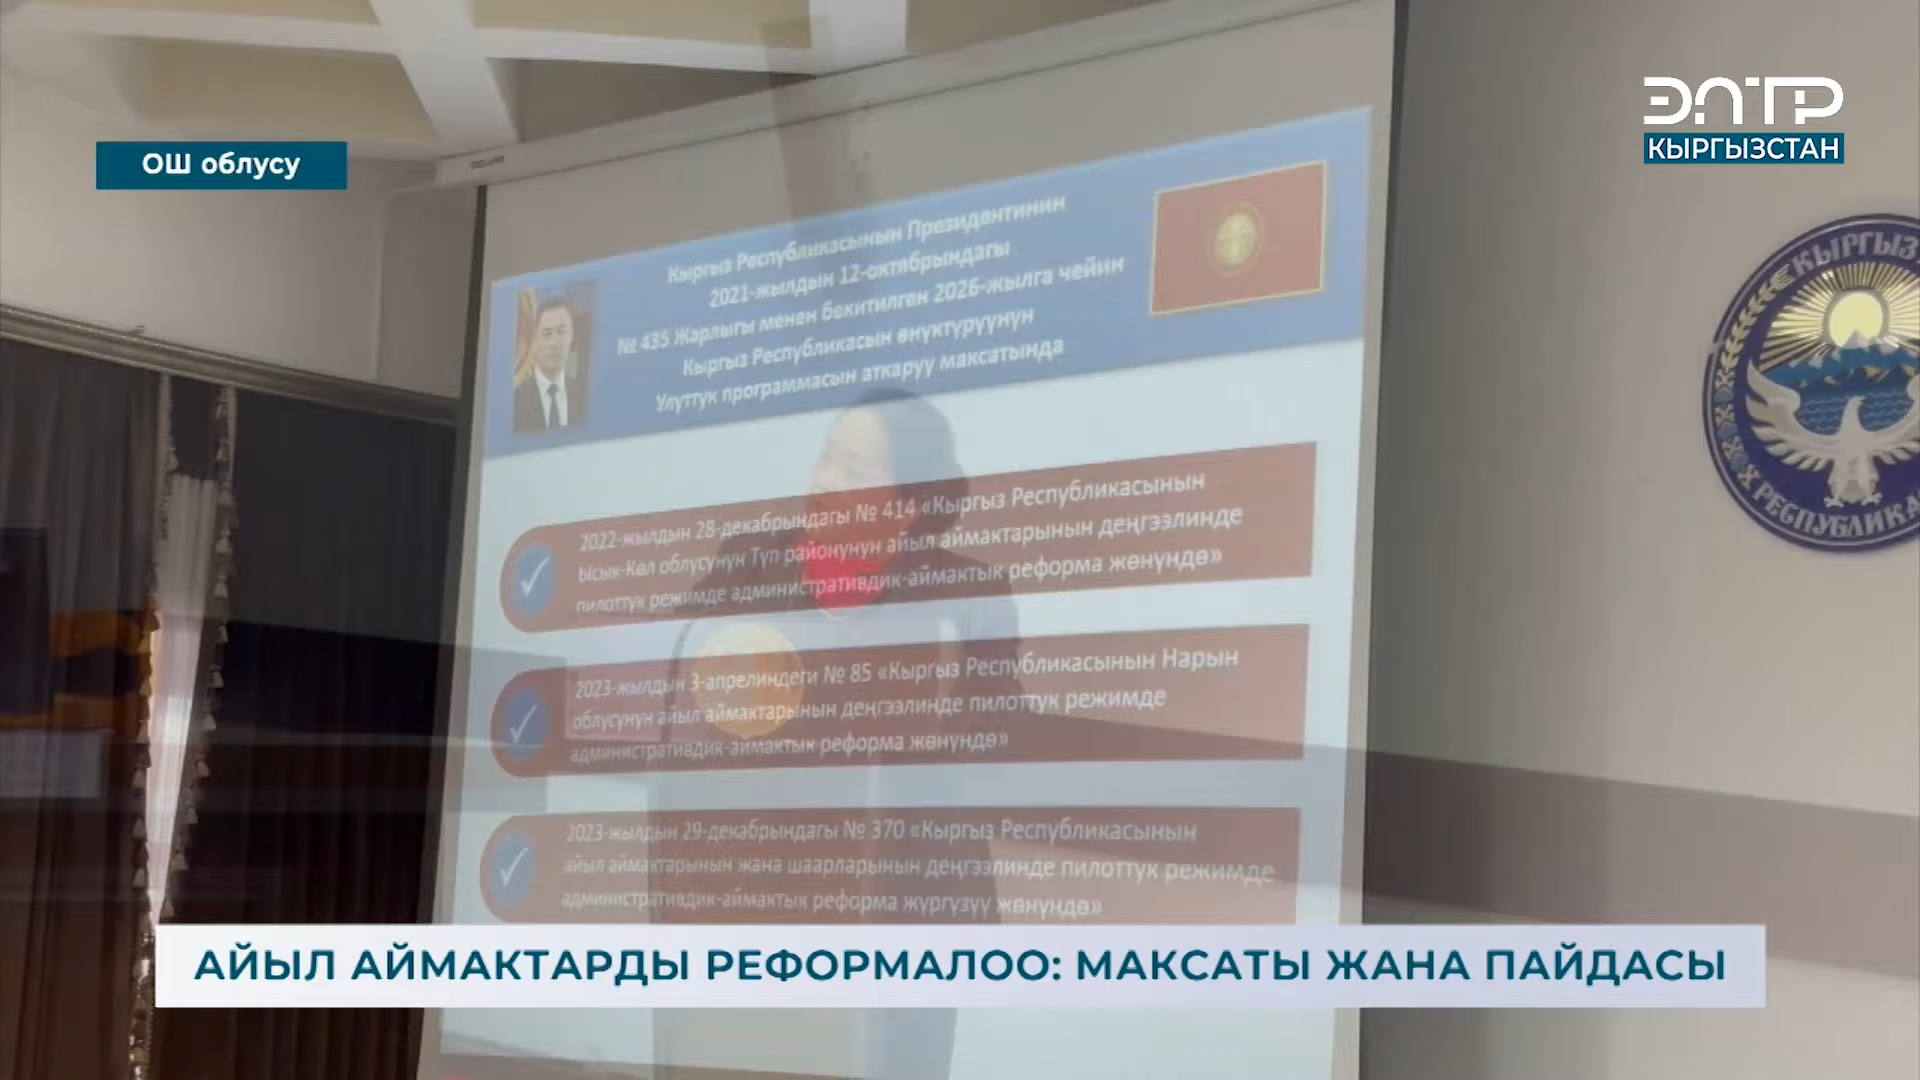 ОШ облусу
ЭЛТР
КЫРГЫЗСТАН
Кыргыз Республикасынын Президентинин
2021-жылдын 12-октябрындагы
№ 435 Жарлыгы менен бекитилген 2026-жылга чейин
Кыргыз Республикасын өнүктүрүүнүн
Улуттук программасын аткаруу максатында
2022-жылдын 28-декабрындагы № 414 «Кыргыз Республикасынын
Ысык-Көл облусунун Түп районунун айыл аймактарынын деңгээлинде
пилоттук режимде административдик-аймактык реформа жөнүндө»
2023-жылдын 3-апрелиндеги № 85 «Кыргыз Республикасынын Нарын
облусунун айыл аймактарынын деңгээлинде пилоттук режимде
административдик-аймактык реформа жөнүндө»
2023-жылдын 29-декабрындагы № 370 «Кыргыз Республикасынын
айыл аймактарынын жана шаарларынын деңгээлинде пилоттук режимде
административдик-аймактык реформа жүргүзүү жөнүндө»
КЫРГЫЗ
РЕСПУБЛИКА
АЙЫЛ АЙМАКТАРДЫ РЕФОРМАЛОО: МАКСАТЫ ЖАНА ПАЙДАСЫ